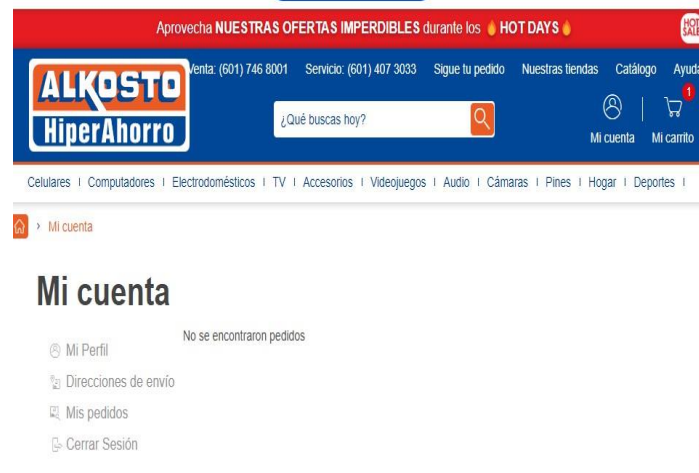 Aprovecha NUESTRAS OFERTAS IMPERDIBLES durante los 🔥 HOT DAYS 🔥
HOT
SALE
Venta: (601) 746 8001 Servicio: (601) 407 3033 Sigue tu pedido Nuestras tiendas Catálogo Ayuda
ALKOSTO
HiperAhorro
¿Qué buscas hoy?
1
Mi cuenta Mi carrito
Celulares | Computadores | Electrodomésticos | TV | Accesorios | Videojuegos | Audio | Cámaras | Pines | Hogar | Deportes |
› Mi cuenta
Mi cuenta
No se encontraron pedidos
Mi Perfil
Direcciones de envío
Mis pedidos
Cerrar Sesión